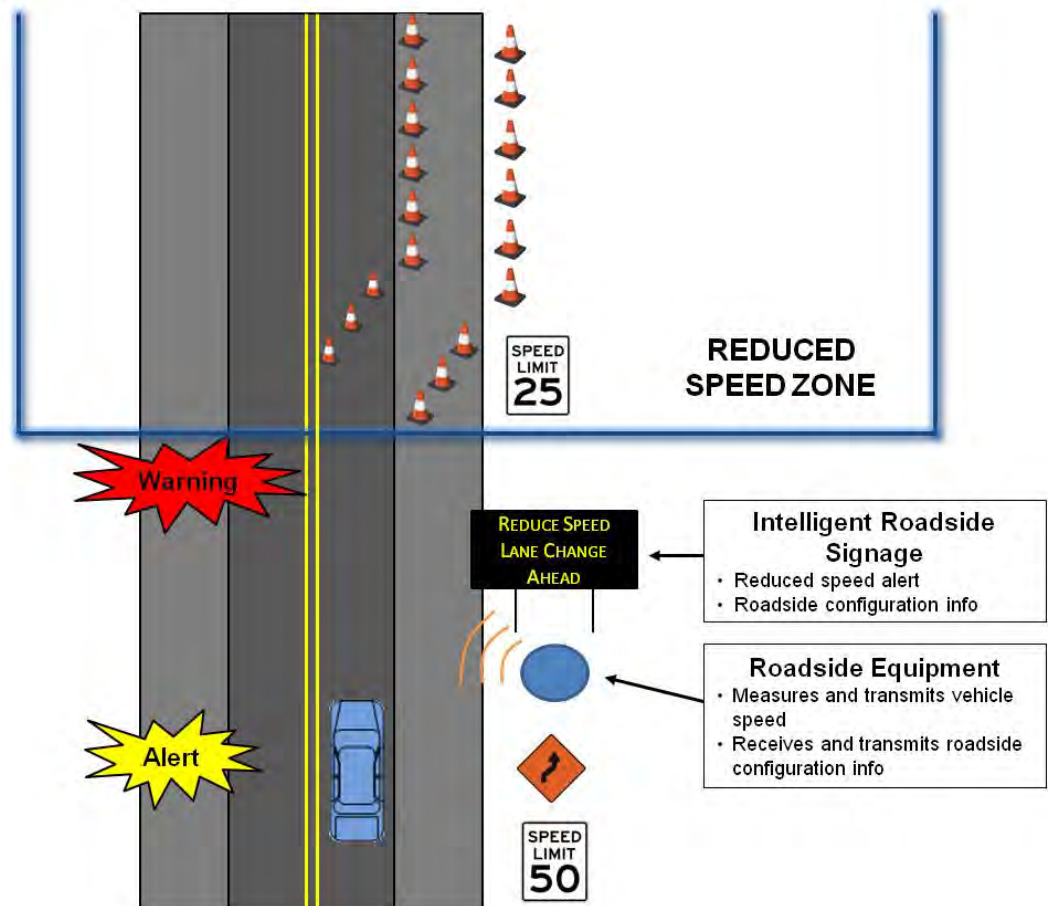 SPEED
LIMIT
25
REDUCED
SPEED ZONE
Warning
REDUCE SPEED
LANE CHANGE
AHEAD
Intelligent Roadside
Signage
· Reduced speed alert
· Roadside configuration info
Roadside Equipment
· Measures and transmits vehicle
speed
· Receives and transmits roadside
configuration info
Alert
SPEED
LIMIT
50